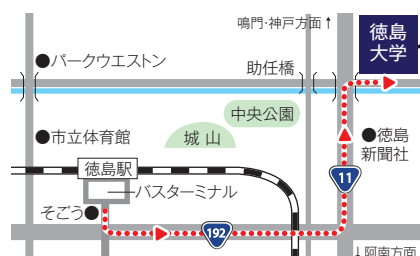 鳴門・神戸方面↑
徳島
大学
●パークウエストン
助任橋
中央公園
●市立体育館
城山
●徳島
新聞社
徳島駅
バスターミナル
11
そごう●
192
↓阿南方面